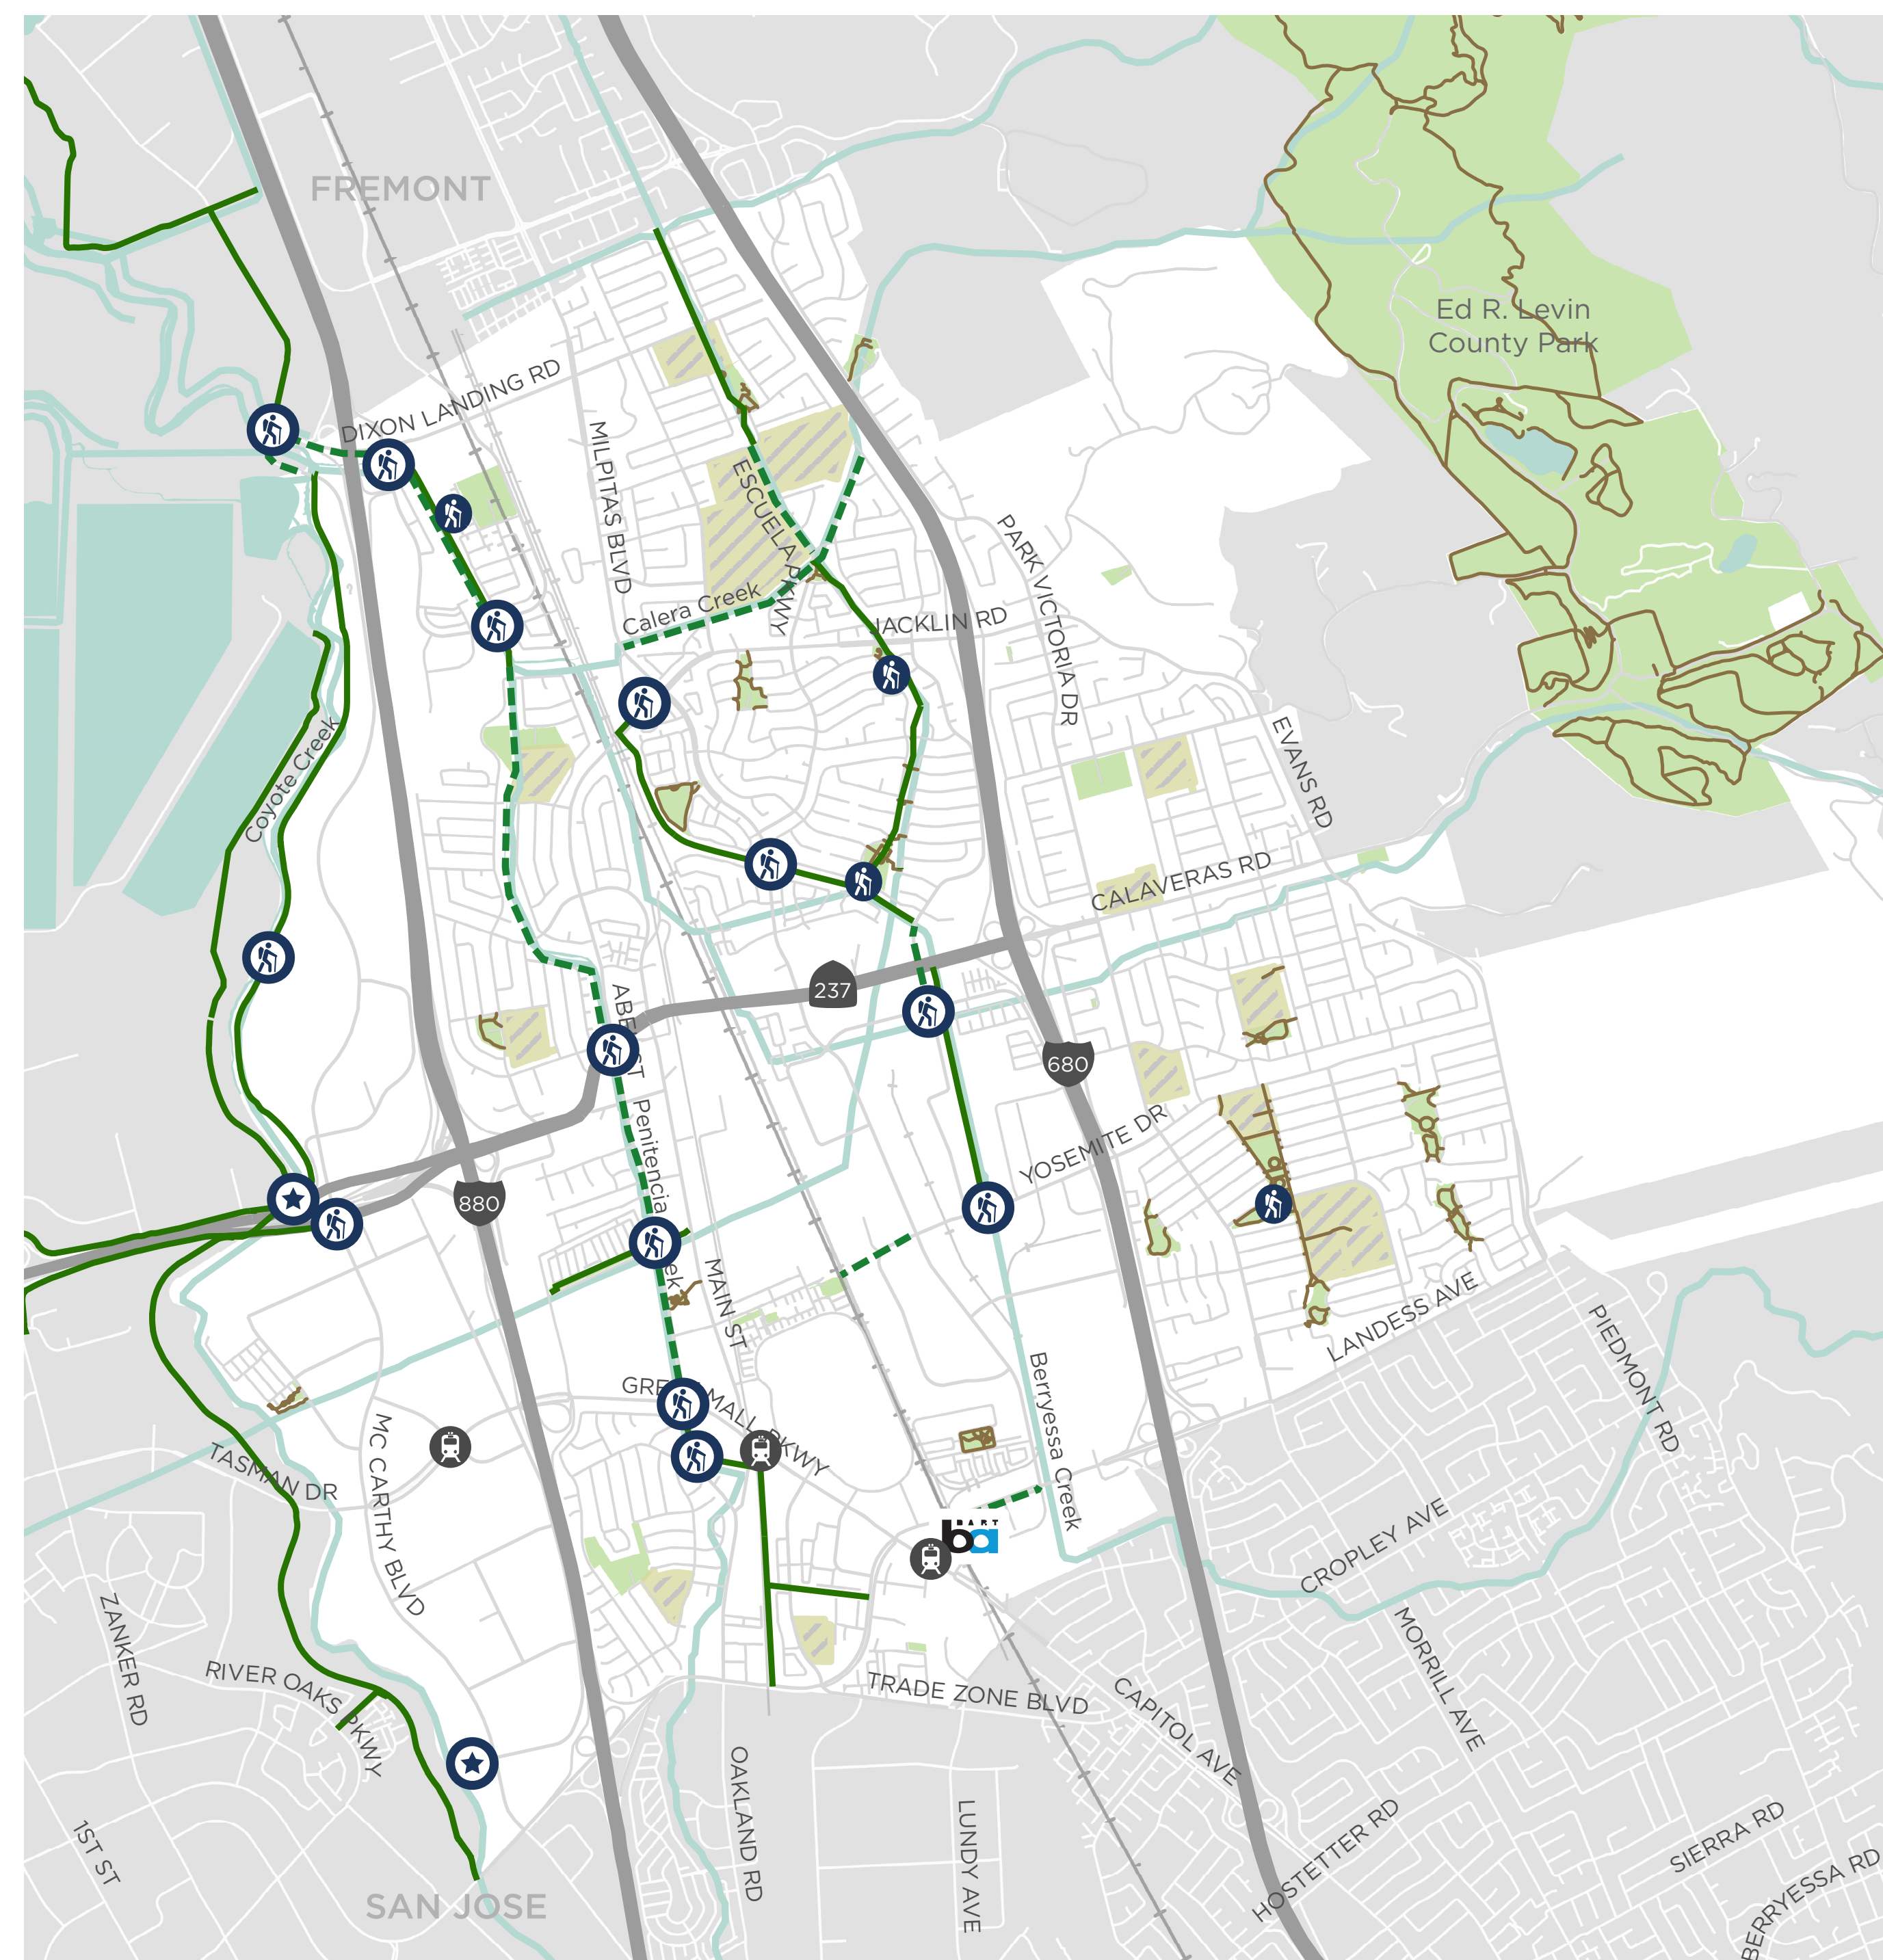 FREMONT
Ed R. Levin
County Park
DIXON LANDING RD
MILPITAS BLVD
ESCUELA PKWY
PARK VICTORIA DR
Calera Creek
JACKLIN RD
Coyote Creek
EVANS RD
CALAVERAS RD
237
ABEL ST
680
Penitencia
YOSEMITE DR
880
MAIN ST
LANDESS AVE
PIEDMONT RD
Berryessa Creek
MC CARTHY BLVD
TASMAN DR
BART
ba
CROPLEY AVE
ZANKER RD
MORRILL AVE
RIVER OAKS PKWY
TRADE ZONE BLVD
CAPITOL AVE
OAKLAND RD
LUNDY AVE
1ST ST
HOSTETTER RD
SIERRA RD
BERRYESSA RD
SAN JOSE